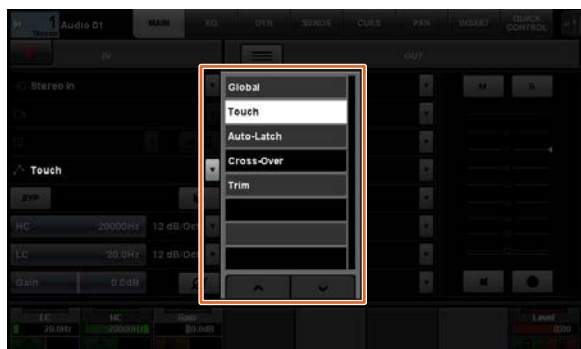 1 Audio 01 MAIN EQ DYN SENDS CUES PAN INSERT QUICK CONTROL
Stereo
IN OUT
Stereo In M S
Global
Touch
Auto-Latch
Cross-Over
Trim
Touch
BYP
HC 20000Hz 12 dB/Oct
LC 20.0Hz 12 dB/Oct
Gain 0.0dB
LC HC Gain Level
20.0Hz 20000Hz 0.0dB 0.00